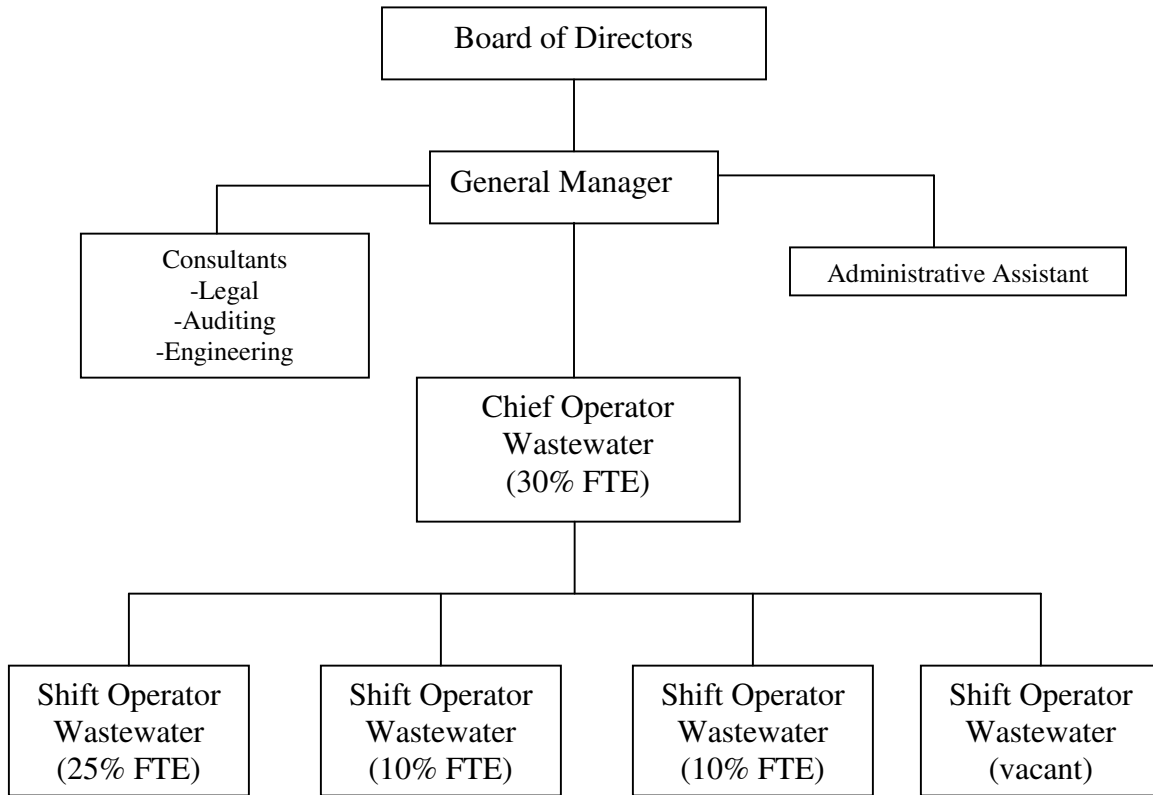 Board of Directors
General Manager
Consultants
-Legal
-Auditing
-Engineering
Administrative Assistant
Chief Operator
Wastewater
(30% FTE)
Shift Operator
Wastewater
(25% FTE)
Shift Operator
Wastewater
(10% FTE)
Shift Operator
Wastewater
(10% FTE)
Shift Operator
Wastewater
(vacant)